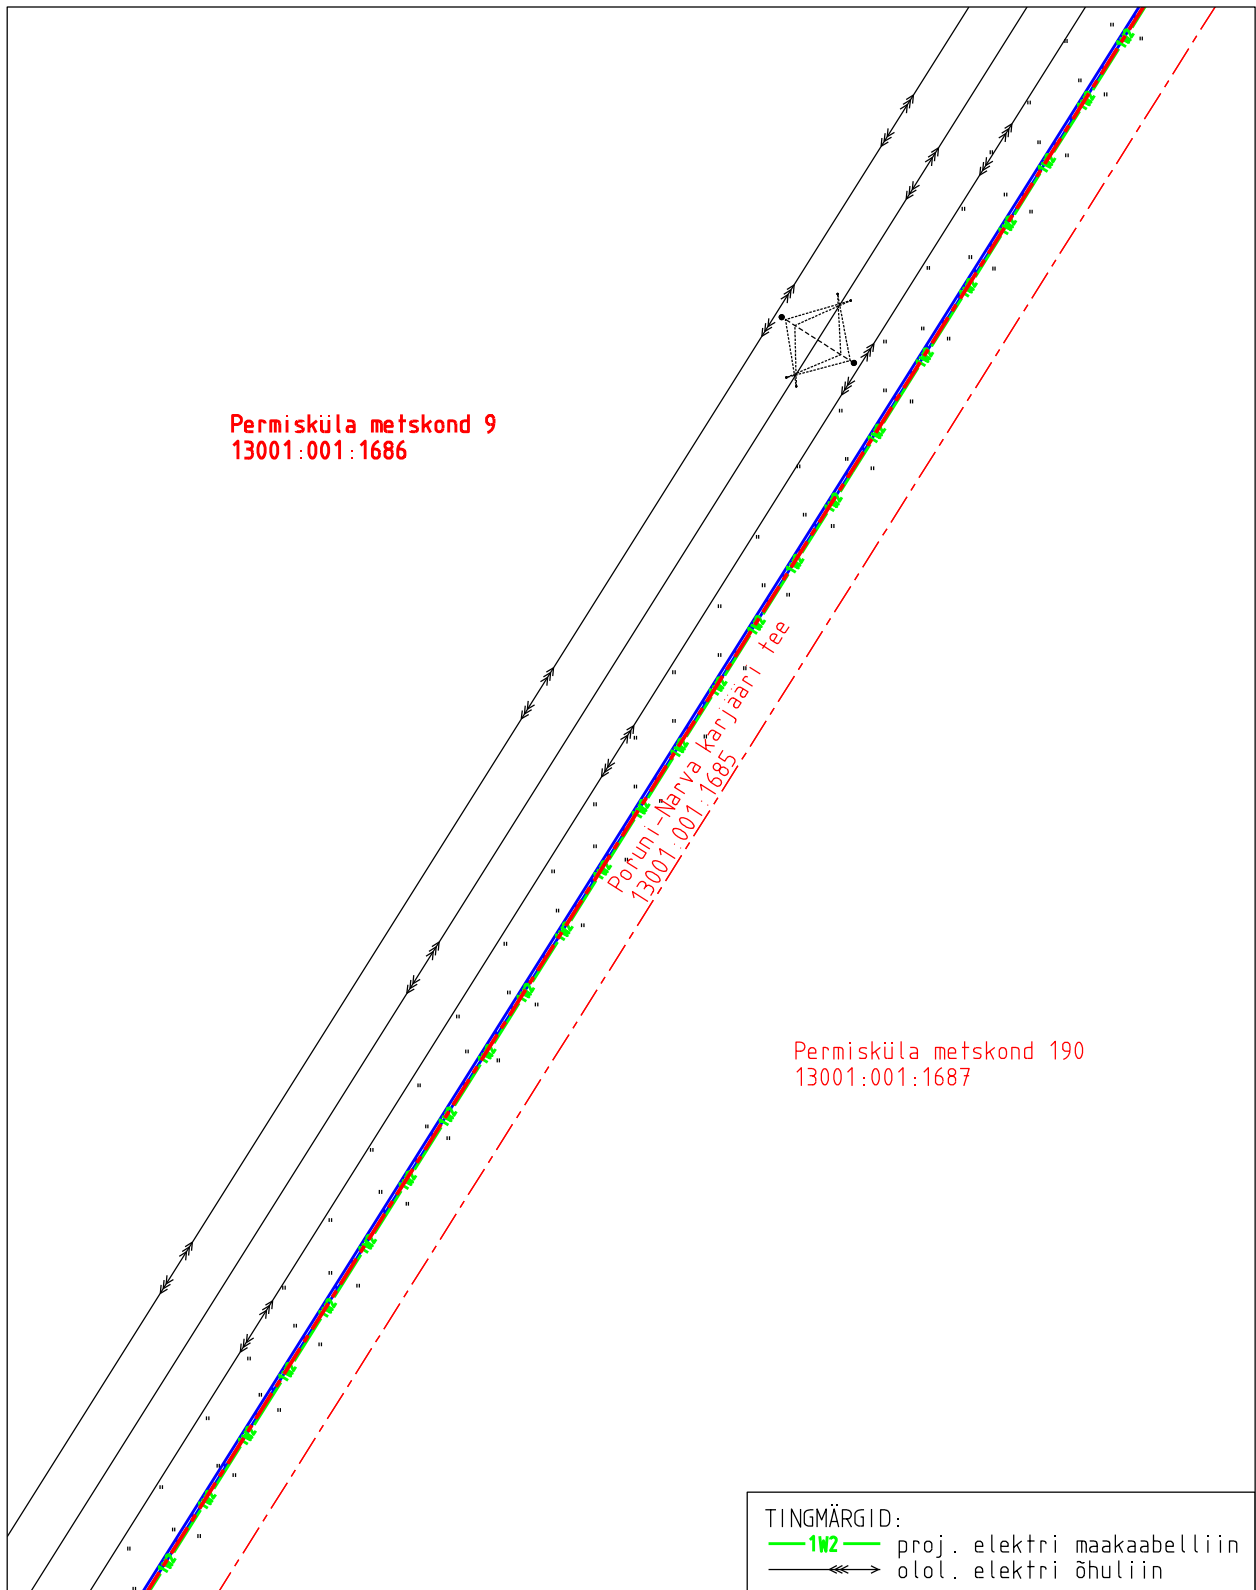 Permisküla metskond 9
13001:001:1686
Poruni-Narva karjääri tee
13001:001:1685
Permisküla metskond 190
13001:001:1687
TINGMÄRGID:
1W2 proj. elektri maakaabelliin
olol. elektri õhuliin